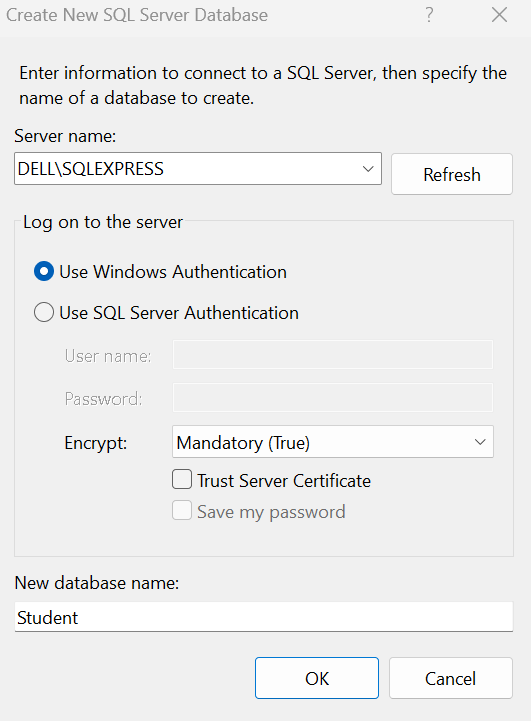 Create New SQL Server Database
?
Enter information to connect to a SQL Server, then specify the
name of a database to create.
Server name:
DELL\SQLEXPRESS
Refresh
Log on to the server
Use Windows Authentication
Use SQL Server Authentication
User name:
Password:
Encrypt:
Mandatory (True)
Trust Server Certificate
Save my password
New database name:
Student
OK
Cancel